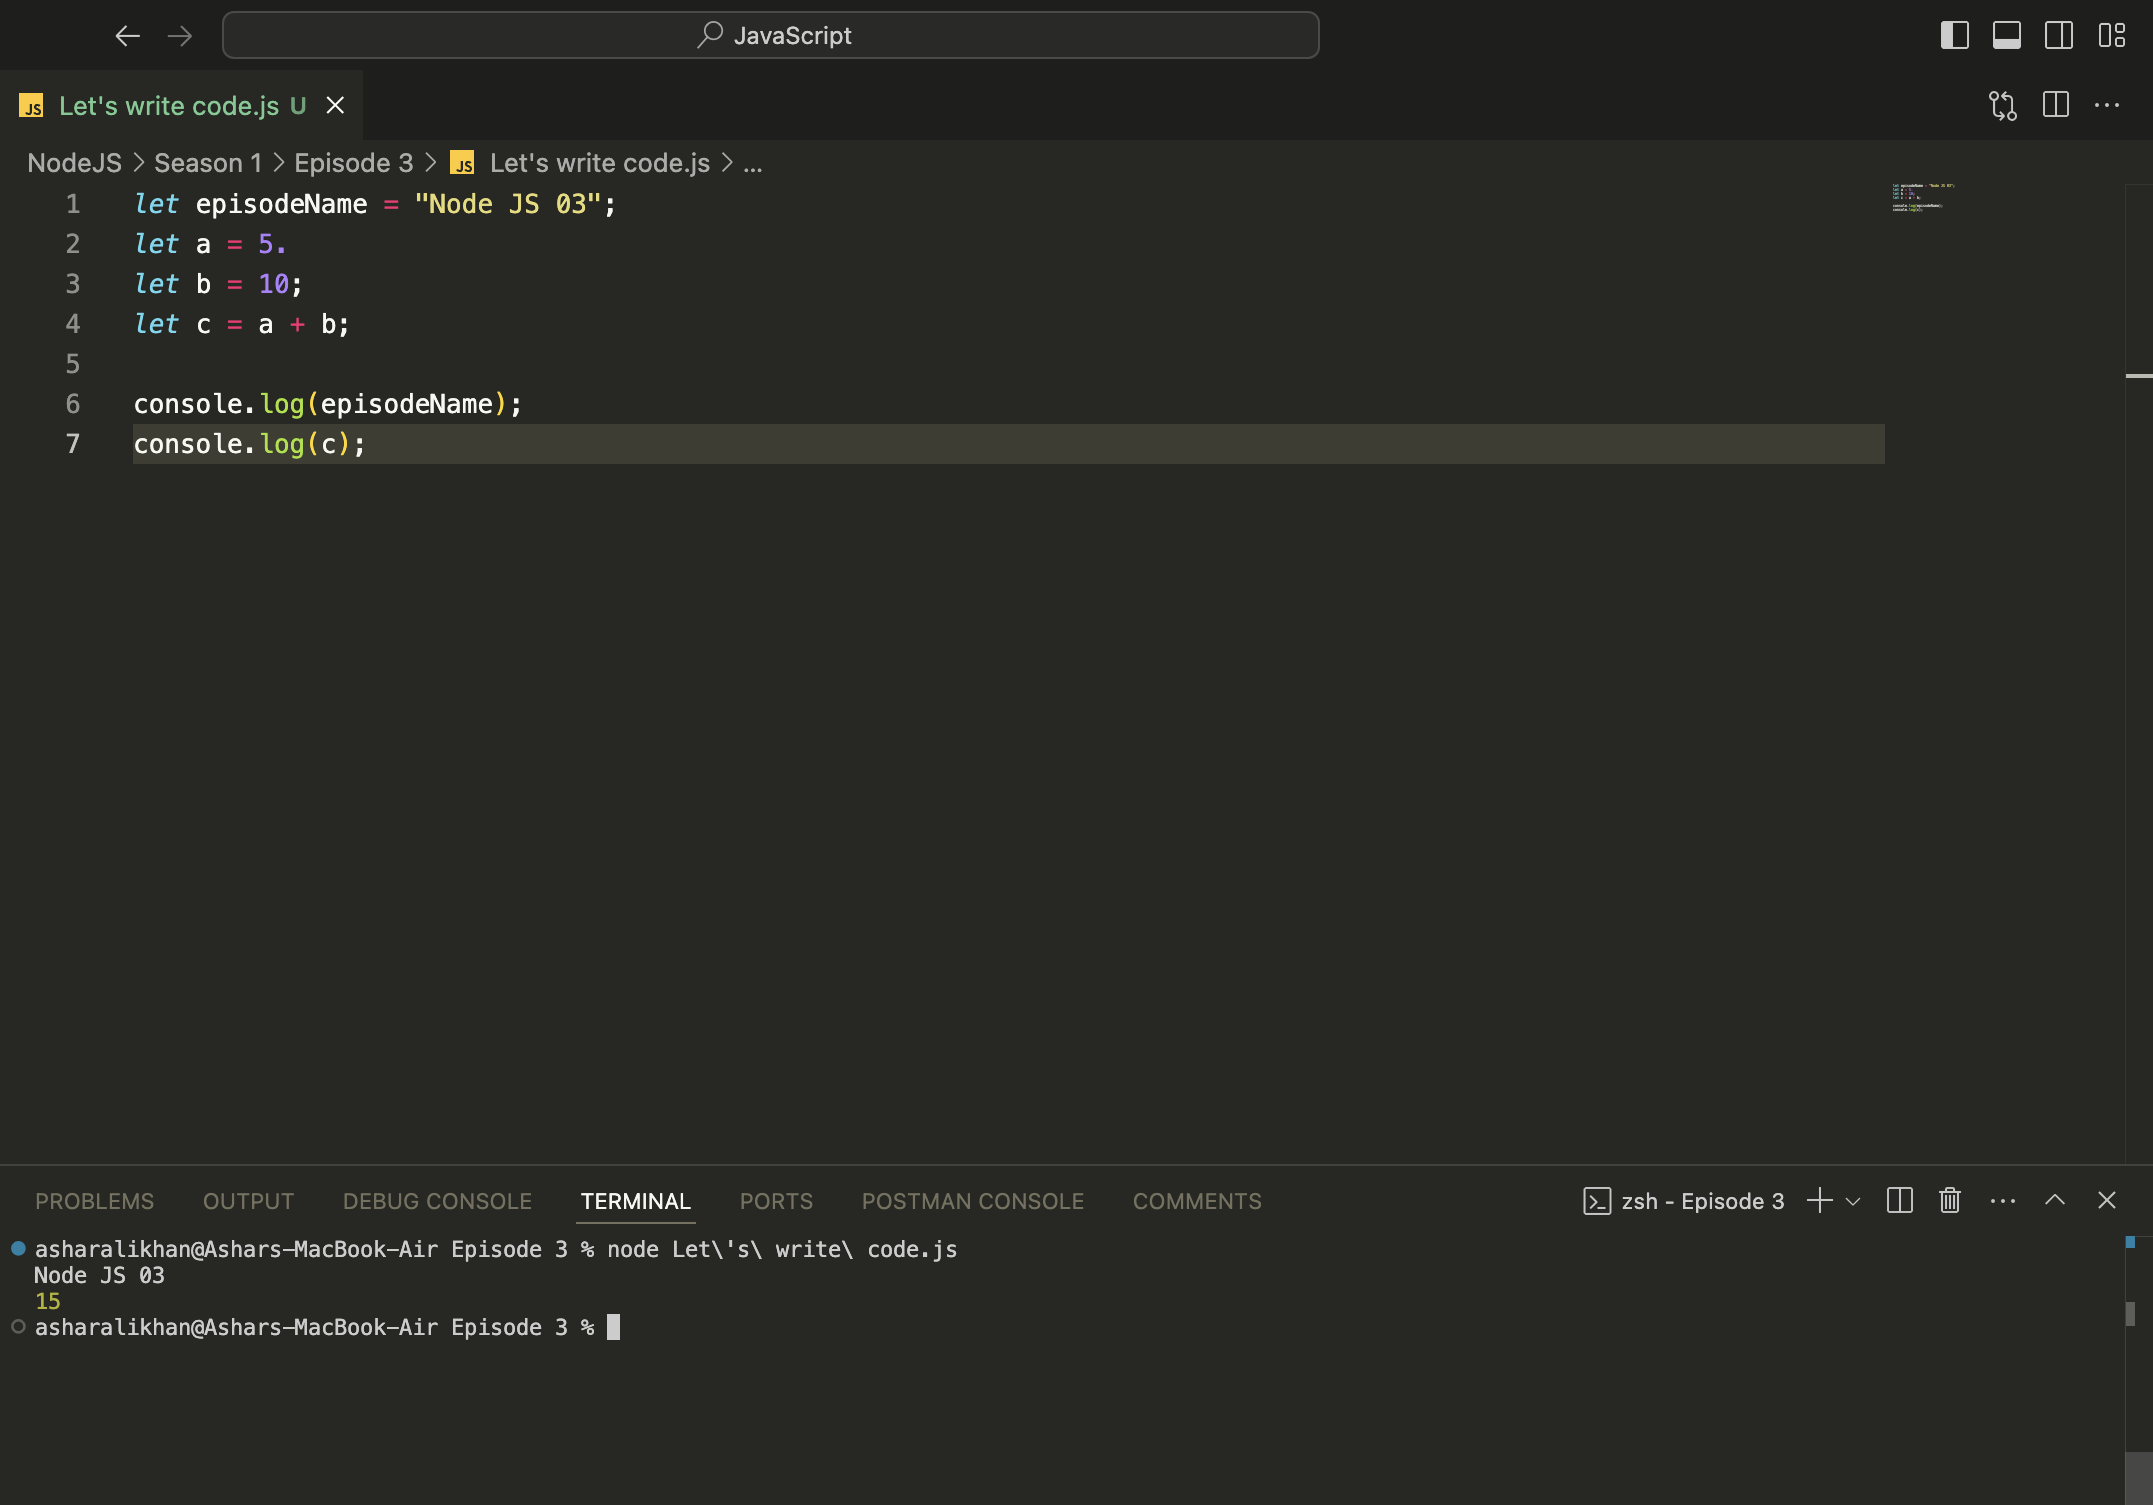 JavaScript
JS Let's write code.js U
NodeJS > Season 1 > Episode 3 > JS Let's write code.js > ...
1 let episodeName = "Node JS 03";
2 let a = 5.
3 let b = 10;
4 let c = a + b;
5
6 console.log(episodeName);
7 console.log(c);
PROBLEMS OUTPUT DEBUG CONSOLE TERMINAL PORTS POSTMAN CONSOLE COMMENTS zsh - Episode 3
asharalikhan@Ashars-MacBook-Air Episode 3 % node Let\'s\ write\ code.js
Node JS 03
15
asharalikhan@Ashars-MacBook-Air Episode 3 %